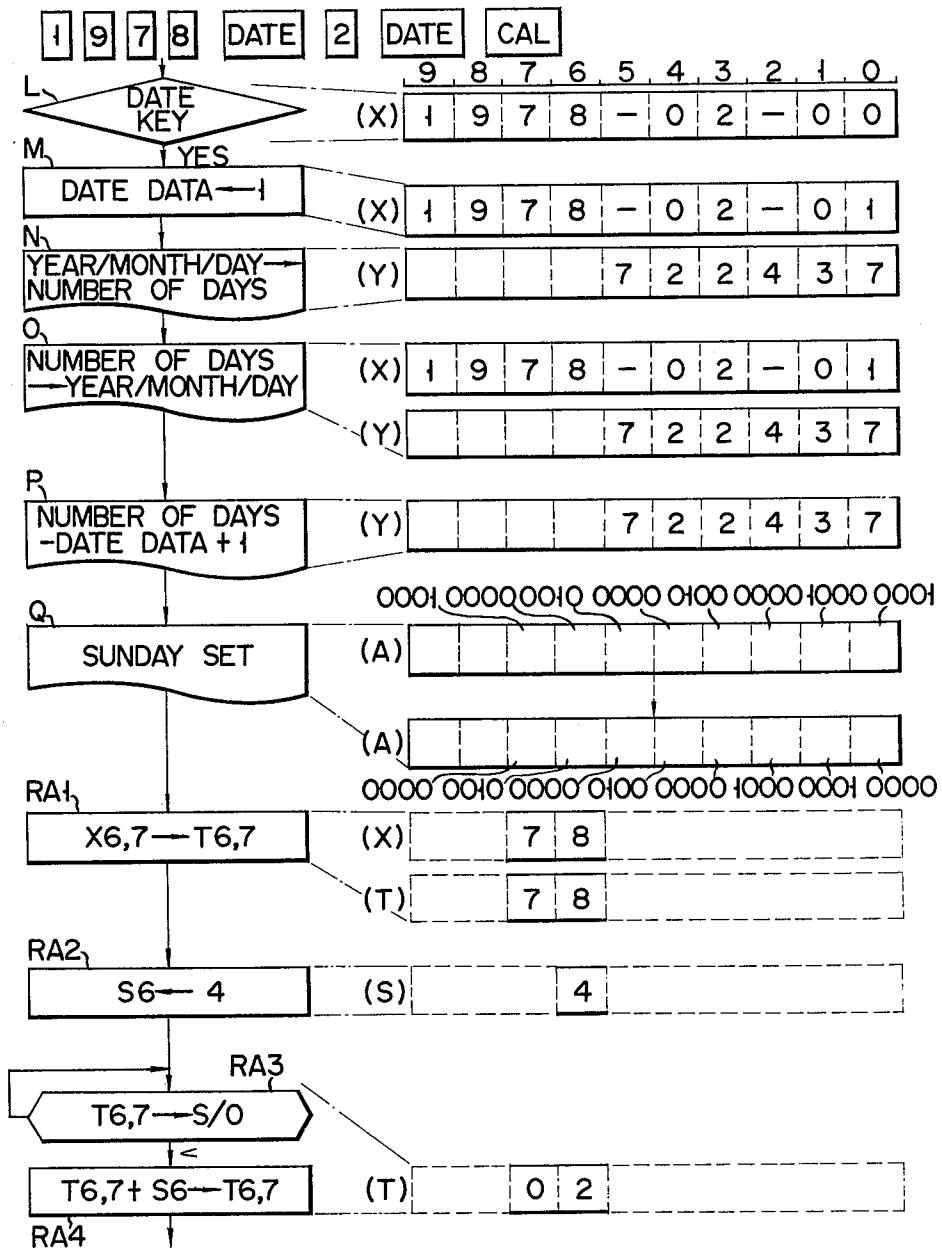 1 9 7 8 DATE 2 DATE CAL
9 8 7 6 5 4 3 2 1 0
L
DATE
KEY
(X) 1 9 7 8 - 0 2 - 0 0
YES
M
DATE DATA ← 1
(X) 1 9 7 8 - 0 2 - 0 1
N
YEAR/MONTH/DAY →
NUMBER OF DAYS
(Y) 7 2 2 4 3 7
O
NUMBER OF DAYS
→ YEAR/MONTH/DAY
(X) 1 9 7 8 - 0 2 - 0 1
(Y) 7 2 2 4 3 7
P
NUMBER OF DAYS
-DATE DATA + 1
(Y) 7 2 2 4 3 7
Q
0001 0000 0010 0000 0100 0000 1000 0001
SUNDAY SET
(A)
(A)
0000 0010 0000 0100 0000 1000 0001 0000
RA1
X6,7 → T6,7
(X) 7 8
(T) 7 8
RA2
S6 ← 4
(S) 4
RA3
T6,7 → S/0
<
T6,7 + S6 → T6,7
(T) 0 2
RA4